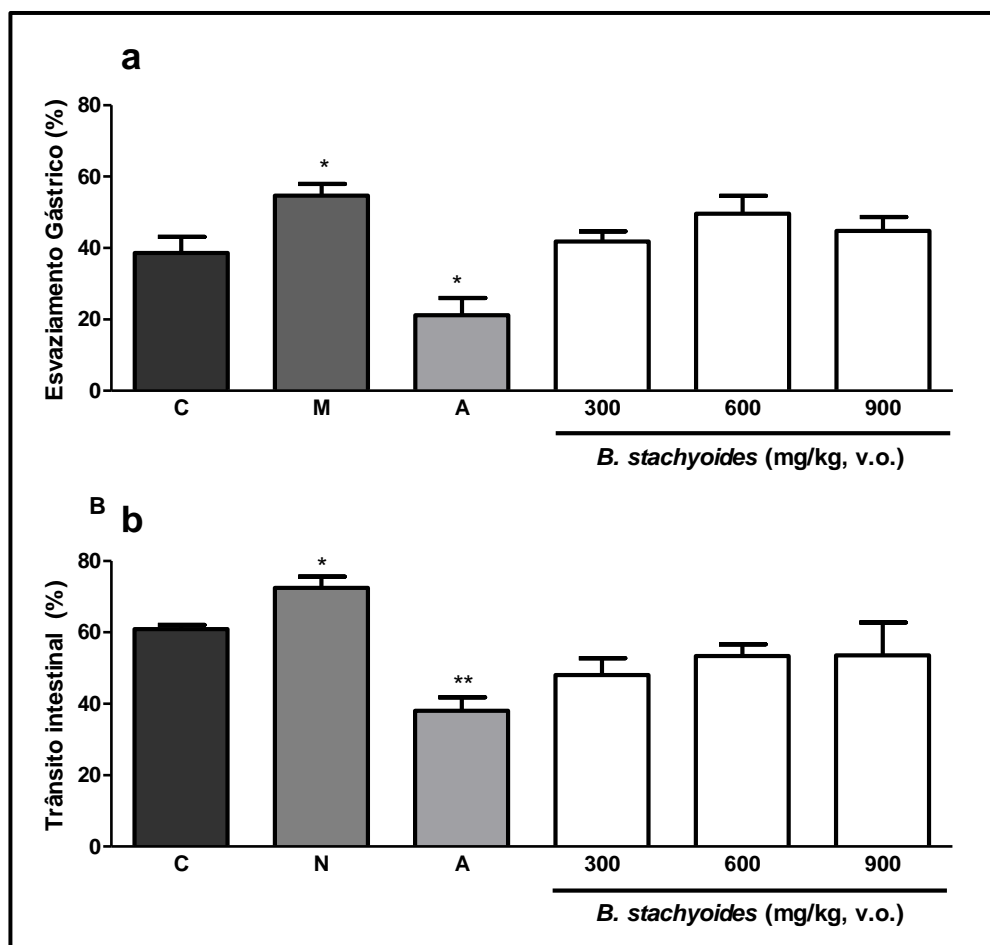 a
Esvaziamento Gástrico (%)
80
60
40
20
0
*
*
C M A 300 600 900
B. stachyoides (mg/kg, v.o.)
B
b
Trânsito intestinal (%)
80
60
40
20
0
*
**
C N A 300 600 900
B. stachyoides (mg/kg, v.o.)